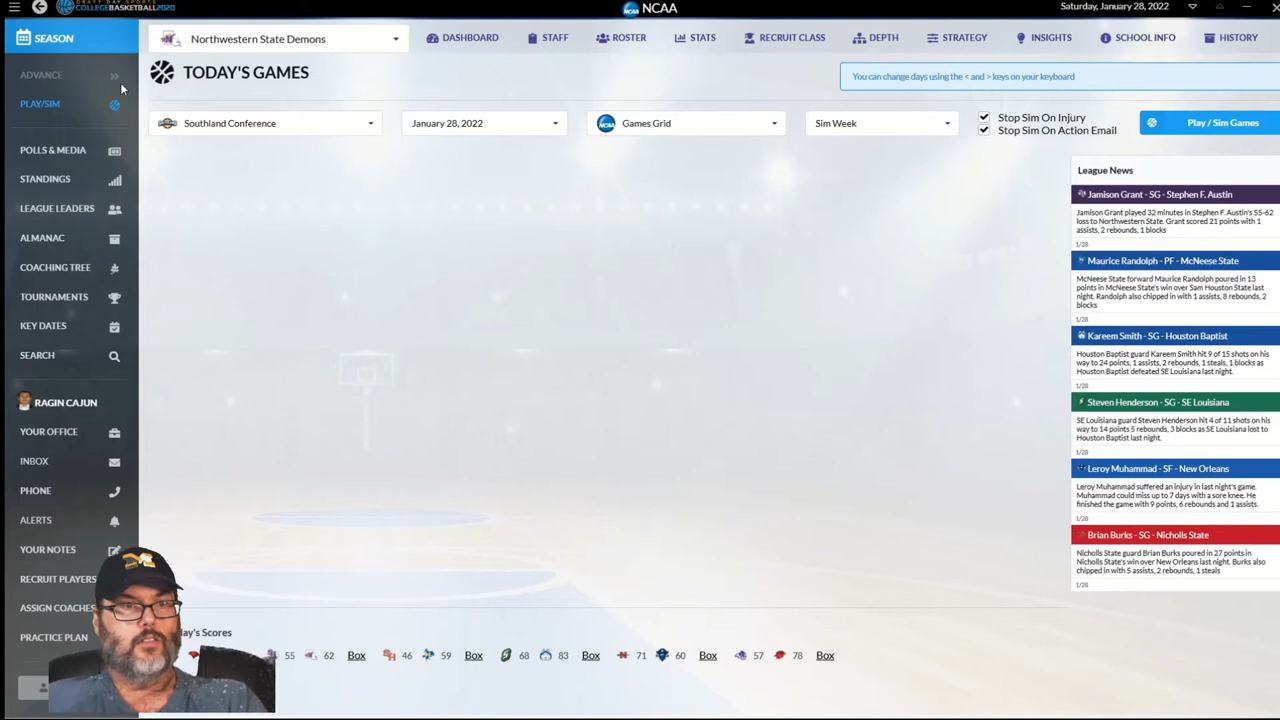 DRAFT DAY SPORTS
COLLEGE BASKETBALL 2020
NCAA
Saturday, January 28, 2022
SEASON
Northwestern State Demons
DASHBOARD
STAFF
ROSTER
STATS
RECRUIT CLASS
DEPTH
STRATEGY
INSIGHTS
SCHOOL INFO
HISTORY
ADVANCE
PLAY/SIM
POLLS & MEDIA
STANDINGS
LEAGUE LEADERS
ALMANAC
COACHING TREE
TOURNAMENTS
KEY DATES
SEARCH
RAGIN CAJUN
YOUR OFFICE
INBOX
PHONE
ALERTS
YOUR NOTES
RECRUIT PLAYERS
ASSIGN COACHES
PRACTICE PLAN
TODAY'S GAMES
You can change days using the < and > keys on your keyboard
Southland Conference
January 28, 2022
Games Grid
Sim Week
Stop Sim On Injury
Stop Sim On Action Email
Play / Sim Games
League News
Jamison Grant - SG - Stephen F. Austin
Jamison Grant played 32 minutes in Stephen F. Austin's 55-62
loss to Northwestern State. Grant scored 21 points with 1
assists, 2 rebounds, 1 blocks
1/28
Maurice Randolph - PF - McNeese State
McNeese State forward Maurice Randolph poured in 13
points in McNeese State's win over Sam Houston State last
night. Randolph also chipped in with 1 assists, 8 rebounds, 2
blocks
1/28
Kareem Smith - SG - Houston Baptist
Houston Baptist guard Kareem Smith hit 9 of 15 shots on his
way to 24 points, 1 assists, 2 rebounds, 1 steals, 1 blocks as
Houston Baptist defeated SE Louisiana last night.
1/28
Steven Henderson - SG - SE Louisiana
SE Louisiana guard Steven Henderson hit 4 of 11 shots on his
way to 14 points 5 rebounds, 3 blocks as SE Louisiana lost to
Houston Baptist last night.
1/28
Leroy Muhammad - SF - New Orleans
Leroy Muhammad suffered an injury in last night's game.
Muhammad could miss up to 7 days with a sore knee. He
finished the game with 9 points, 6 rebounds and 1 assists.
1/28
Brian Burks - SG - Nicholls State
Nicholls State guard Brian Burks poured in 27 points in
Nicholls State's win over New Orleans last night. Burks also
chipped in with 5 assists, 2 rebounds, 1 steals
1/28
lay's Scores
55 62 Box 46 59 Box 68 83 Box 71 60 Box 57 78 Box